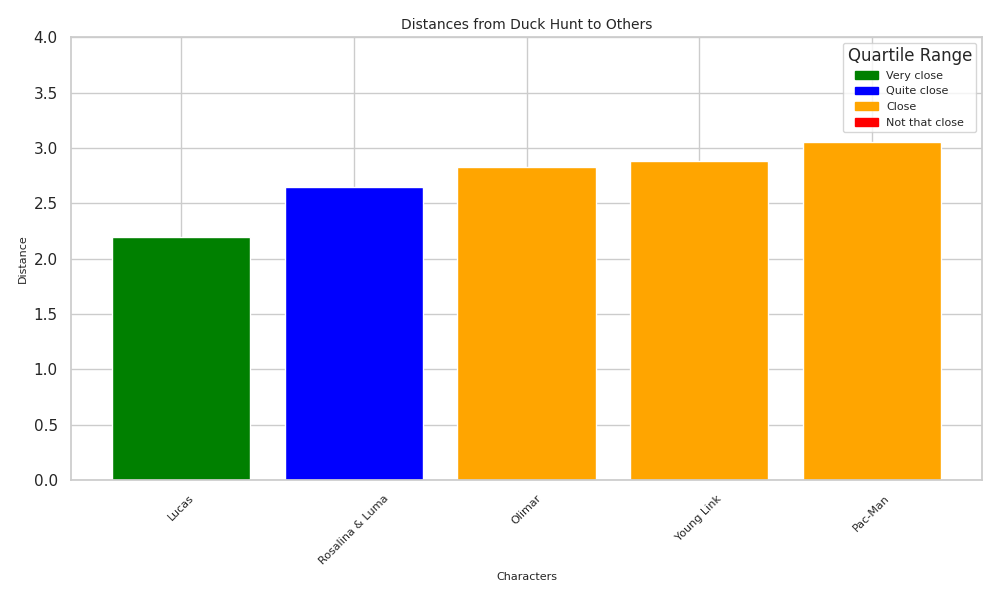 Distances from Duck Hunt to Others
4.0
3.5
3.0
2.5
2.0
1.5
1.0
0.5
0.0
Distance
Quartile Range
Very close
Quite close
Close
Not that close
Lucas
Rosalina & Luma
Olimar
Young Link
Pac-Man
Characters